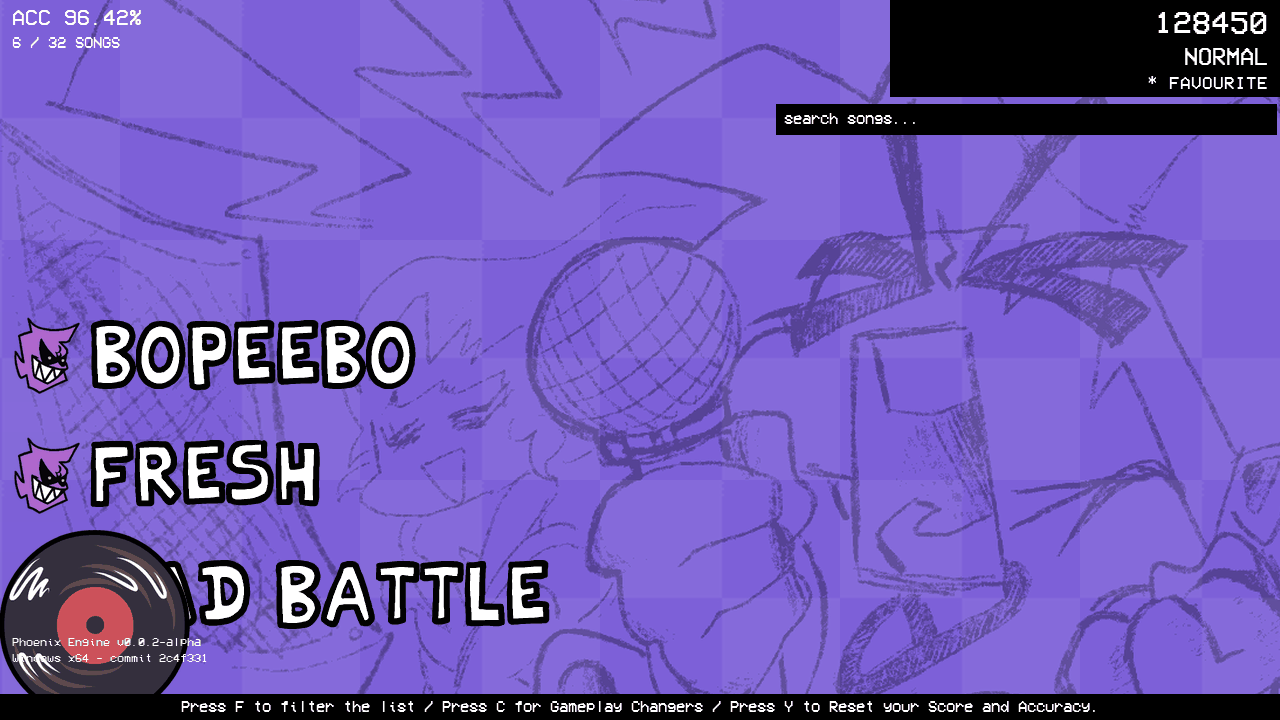 ACC 96.42%
6 / 32 SONGS
128450
NORMAL
* FAVOURITE
search songs...
BOPEEBO
FRESH
BATTLE
Phoenix Engine v0.0.2-alpha
Windows x64 - commit 2c4f331
Press F to filter the list / Press C for Gameplay Changers / Press Y to Reset your Score and Accuracy.